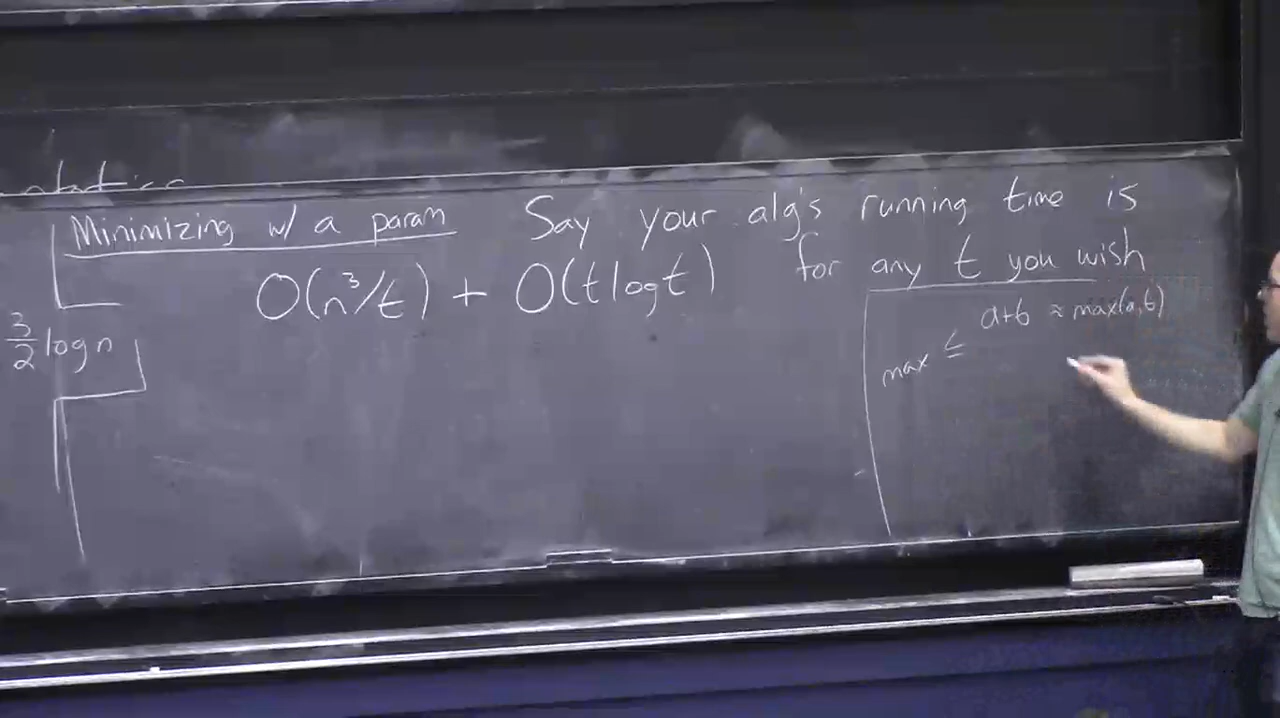 Minimizing w/ a param Say your alg's running time is
O(n³/t) + O(t log t) for any t you wish
3/2 log n
a+b ≈ max(a,b)
max ≤